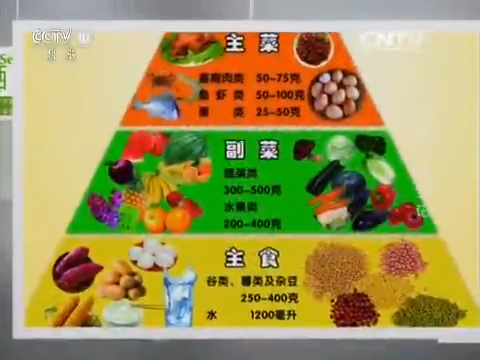 CCTV 10
科教
CNTV
主菜
畜禽肉类 50-75克
鱼虾类 50-100克
蛋类 25-50克
副菜
蔬菜类
300-500克
水果类
200-400克
主食
谷类、薯类及杂豆
250-400克
水 1200毫升